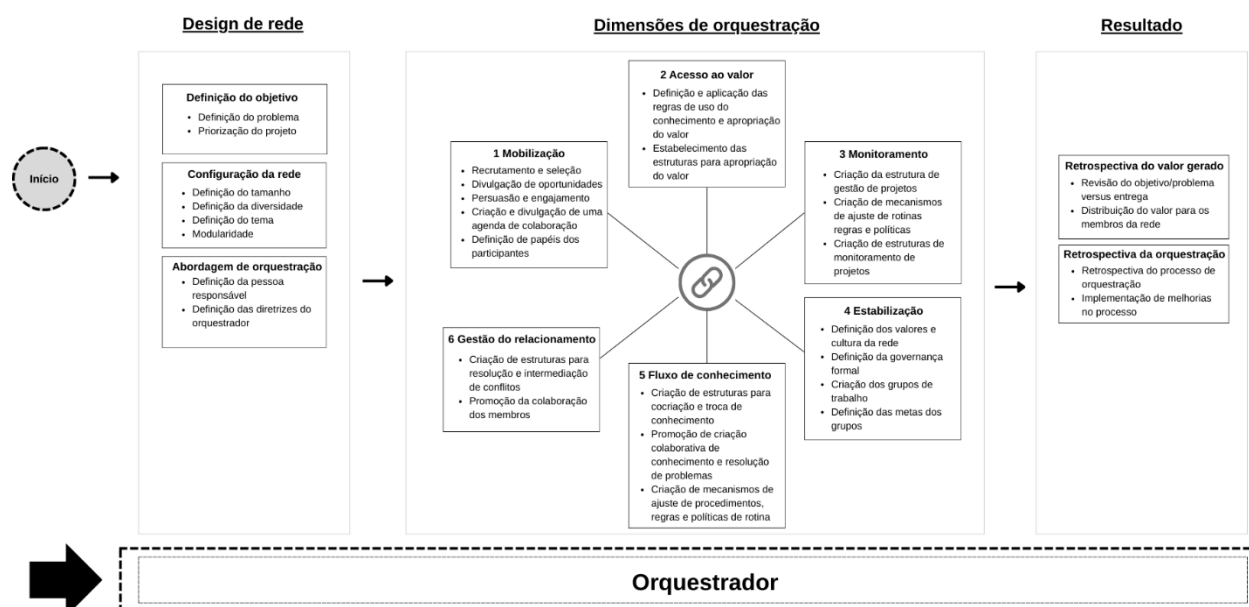 Design de rede
Dimensões de orquestração
Resultado
Início
Definição do objetivo
• Definição do problema
• Priorização do projeto
Configuração da rede
• Definição do tamanho
• Definição da diversidade
• Definição do tema
• Modularidade
Abordagem de orquestração
• Definição da pessoa
responsável
• Definição das diretrizes do
orquestrador
1 Mobilização
• Recrutamento e seleção
• Divulgação de oportunidades
• Persuasão e engajamento
• Criação e divulgação de uma
agenda de colaboração
• Definição de papéis dos
participantes
2 Acesso ao valor
• Definição e aplicação das
regras de uso do
conhecimento e apropriação
do valor
• Estabelecimento das
estruturas para apropriação
do valor
3 Monitoramento
• Criação da estrutura de
gestão de projetos
• Criação de mecanismos
de ajuste de rotinas
regras e políticas
• Criação de estruturas de
monitoramento de
projetos
4 Estabilização
• Definição dos valores e
cultura da rede
• Definição da governança
formal
• Criação dos grupos de
trabalho
• Definição das metas dos
grupos
5 Fluxo de conhecimento
• Criação de estruturas para
cocriação e troca de
conhecimento
• Promoção de criação
colaborativa de
conhecimento e resolução
de problemas
• Criação de mecanismos de
ajuste de procedimentos,
regras e políticas de rotina
6 Gestão do relacionamento
• Criação de estruturas para
resolução e intermediação
de conflitos
• Promoção da colaboração
dos membros
Retrospectiva do valor gerado
• Revisão do objetivo/problema
versus entrega
• Distribuição do valor para os
membros da rede
Retrospectiva da orquestração
• Retrospectiva do processo de
orquestração
• Implementação de melhorias
no processo
Orquestrador